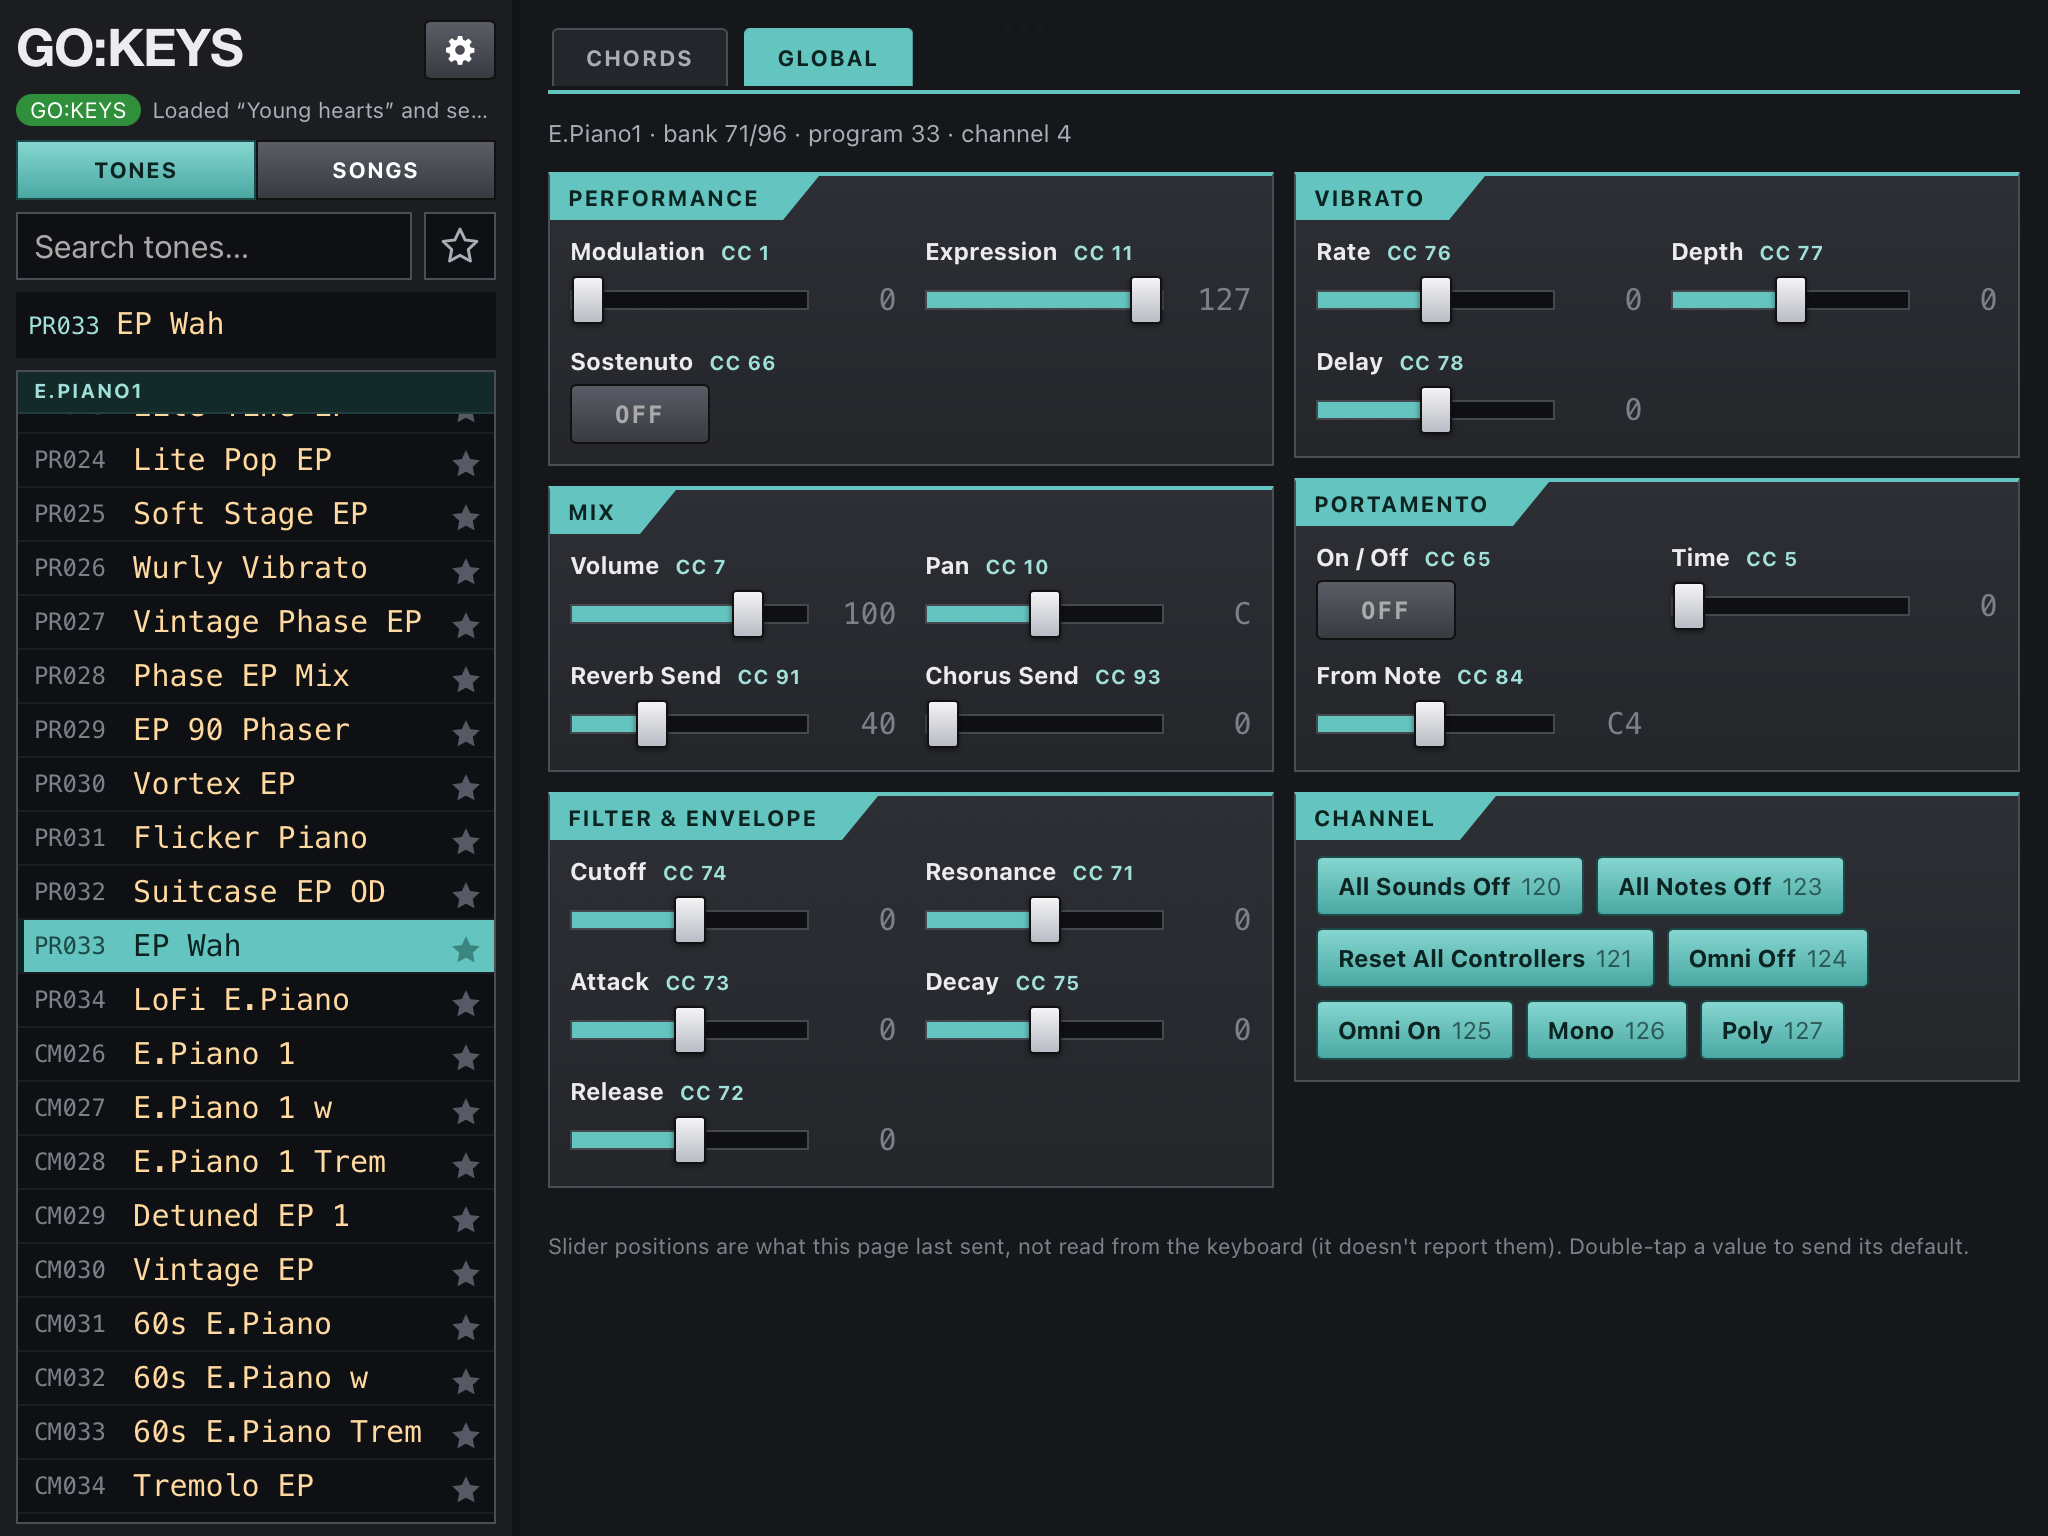 GO:KEYS
GO:KEYS Loaded “Young hearts” and se...
TONES SONGS
Search tones...
PR033 EP Wah
E.PIANO1
PR024 Lite Pop EP
PR025 Soft Stage EP
PR026 Wurly Vibrato
PR027 Vintage Phase EP
PR028 Phase EP Mix
PR029 EP 90 Phaser
PR030 Vortex EP
PR031 Flicker Piano
PR032 Suitcase EP OD
PR033 EP Wah
PR034 LoFi E.Piano
CM026 E.Piano 1
CM027 E.Piano 1 w
CM028 E.Piano 1 Trem
CM029 Detuned EP 1
CM030 Vintage EP
CM031 60s E.Piano
CM032 60s E.Piano w
CM033 60s E.Piano Trem
CM034 Tremolo EP
CHORDS GLOBAL
E.Piano1 · bank 71/96 · program 33 · channel 4
PERFORMANCE
Modulation CC 1 Expression CC 11
0 127
Sostenuto CC 66
OFF
MIX
Volume CC 7 Pan CC 10
100 C
Reverb Send CC 91 Chorus Send CC 93
40 0
FILTER & ENVELOPE
Cutoff CC 74 Resonance CC 71
0 0
Attack CC 73 Decay CC 75
0 0
Release CC 72
0
VIBRATO
Rate CC 76 Depth CC 77
0 0
Delay CC 78
0
PORTAMENTO
On / Off CC 65 Time CC 5
OFF 0
From Note CC 84
C4
CHANNEL
All Sounds Off 120 All Notes Off 123
Reset All Controllers 121 Omni Off 124
Omni On 125 Mono 126 Poly 127
Slider positions are what this page last sent, not read from the keyboard (it doesn't report them). Double-tap a value to send its default.